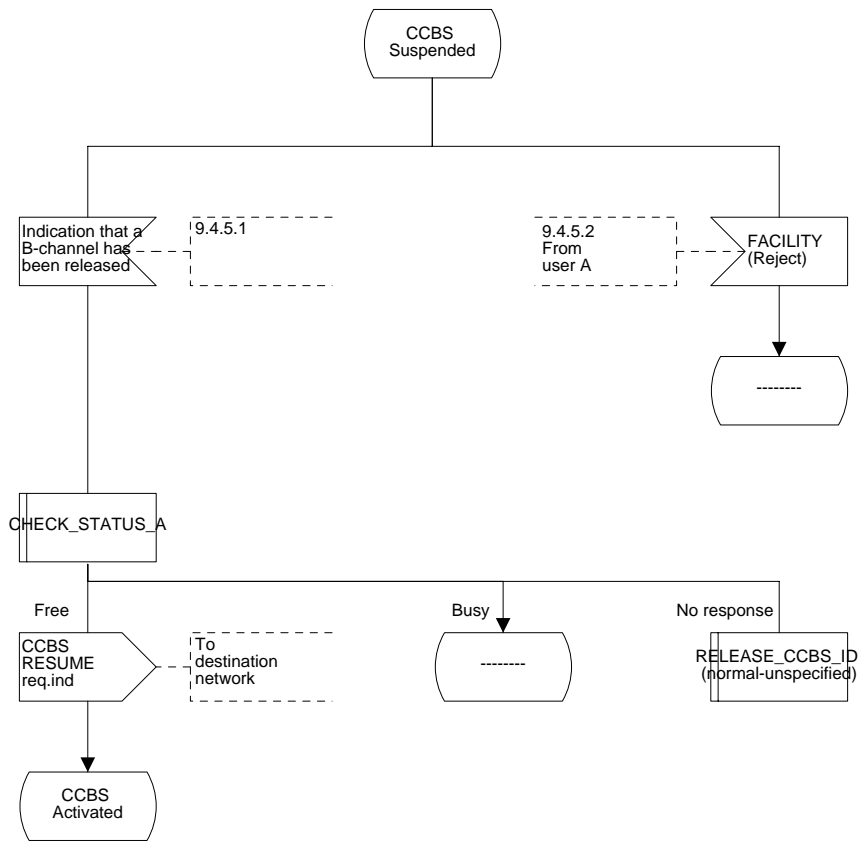 CCBS
Suspended
Indication that a
B-channel has
been released
9.4.5.1
9.4.5.2
From
user A
FACILITY
(Reject)
--------
CHECK_STATUS_A
Free
Busy
No response
CCBS
RESUME
req.ind
To
destination
network
--------
RELEASE_CCBS_ID
(normal-unspecified)
CCBS
Activated